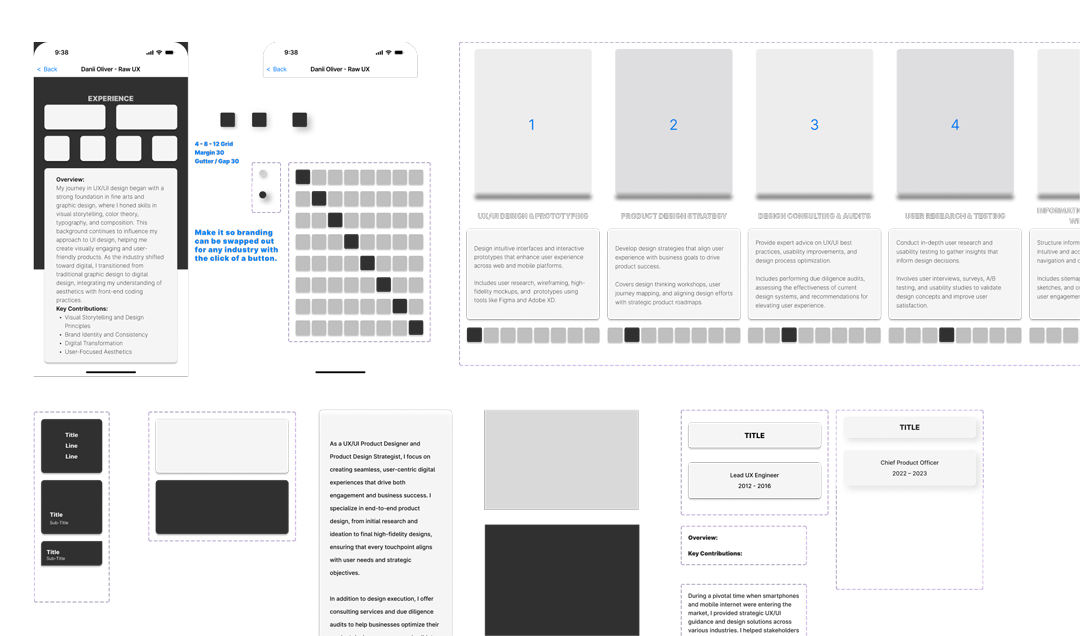 9:38
< Back
Danii Oliver - Raw UX
EXPERIENCE
Overview:
My journey in UX/UI design began with a
strong foundation in fine arts and
graphic design, where I honed skills in
visual storytelling, color theory,
typography, and composition. This
background continues to influence my
approach to UI design, helping me
create visually engaging and user-
friendly products. As the industry shifted
toward digital, I transitioned from
traditional graphic design to digital
design, integrating my understanding of
aesthetics with front-end coding
practices.
Key Contributions:
• Visual Storytelling and Design
Principles
• Brand Identity and Consistency
• Digital Transformation
• User-Focused Aesthetics
9:38
< Back
Danii Oliver - Raw UX
4 - 8 - 12 Grid
Margin 30
Gutter / Gap 30
Make it so branding
can be swapped out
for any industry with
the click of a button.
1
UX/UI DESIGN & PROTOTYPING
Design intuitive interfaces and interactive
prototypes that enhance user experience
across web and mobile platforms.
Includes user research, wireframing, high-
fidelity mockups, and prototypes using
tools like Figma and Adobe XD.
2
PRODUCT DESIGN STRATEGY
Develop design strategies that align user
experience with business goals to drive
product success.
Covers design thinking workshops, user
journey mapping, and aligning design efforts
with strategic product roadmaps.
3
DESIGN CONSULTING & AUDITS
Provide expert advice on UX/UI best
practices, usability improvements, and
design process optimization.
Includes performing due diligence audits,
assessing the effectiveness of current
design systems, and recommendations for
elevating user experience.
4
USER RESEARCH & TESTING
Conduct in-depth user research and
usability testing to gather insights that
inform design decisions.
Involves user interviews, surveys, A/B
testing, and usability studies to validate
design concepts and improve user
satisfaction.
Structure
intuitive and
navigation
Includes
sketches, and
user
Title
Line
Line
Title
Sub-Title
Title
Sub-Title
As a UX/UI Product Designer and
Product Design Strategist, I focus on
creating seamless, user-centric digital
experiences that drive both
engagement and business success. I
specialize in end-to-end product
design, from initial research and
ideation to final high-fidelity designs,
ensuring that every touchpoint aligns
with user needs and strategic
objectives.
In addition to design execution, I offer
consulting services and due diligence
audits to help businesses optimize their
TITLE
Lead UX Engineer
2012 - 2016
Overview:
Key Contributions:
During a pivotal time when smartphones
and mobile internet were entering the
market, I provided strategic UX/UI
guidance and design solutions across
various industries. I helped stakeholders
TITLE
Chief Product Officer
2022 – 2023